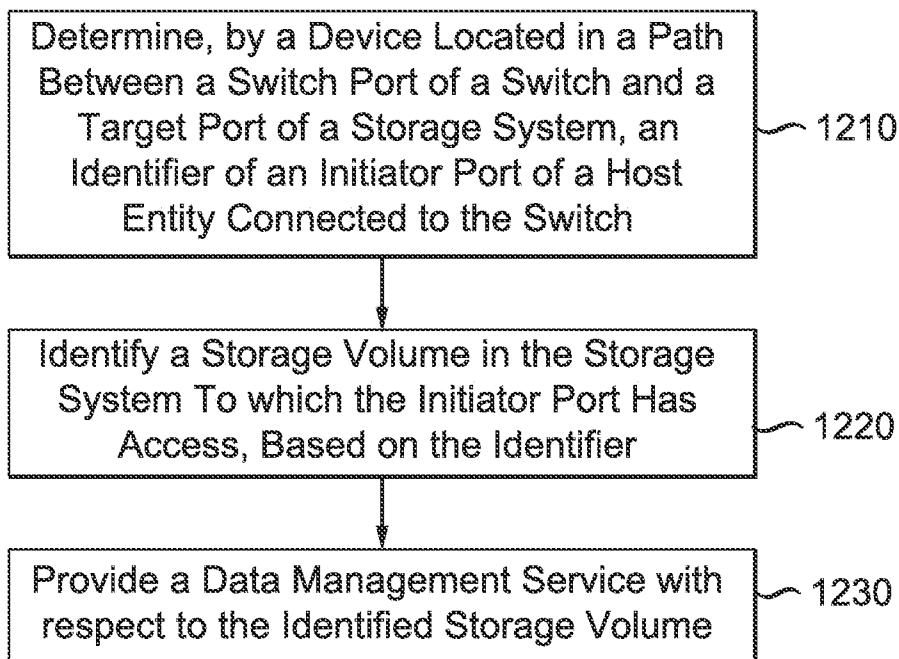 Determine, by a Device Located in a Path
Between a Switch Port of a Switch and a
Target Port of a Storage System, an
Identifier of an Initiator Port of a Host
Entity Connected to the Switch
1210
Identify a Storage Volume in the Storage
System To which the Initiator Port Has
Access, Based on the Identifier
1220
Provide a Data Management Service with
respect to the Identified Storage Volume
1230